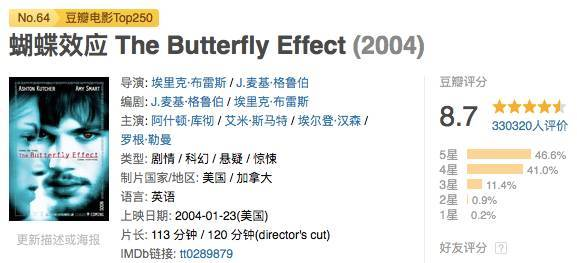 No.64 豆瓣电影Top250
蝴蝶效应 The Butterfly Effect (2004)
ASHTON KUTCHER AMY SMART
The Butterfly Effect
导演: 埃里克·布雷斯 / J.麦基·格鲁伯
编剧: J.麦基·格鲁伯 / 埃里克·布雷斯
主演: 阿什顿·库彻 / 艾米·斯马特 / 埃尔登·汉森 /
罗根·勒曼
类型: 剧情 / 科幻 / 悬疑 / 惊悚
制片国家/地区: 美国 / 加拿大
语言: 英语
上映日期: 2004-01-23(美国)
片长: 113 分钟 / 120 分钟(director's cut)
IMDb链接: tt0289879
更新描述或海报
豆瓣评分
8.7
330320人评价
5星 46.6%
4星 41.0%
3星 11.4%
2星 0.9%
1星 0.2%
好友评分 ?